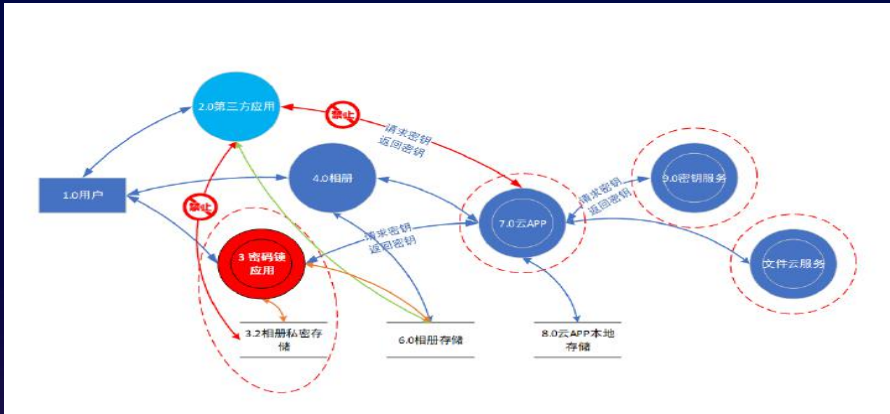 2.0第三方应用
禁止
请求密钥
返回密钥
4.0相册
9.0密钥服务
1.0用户
禁止
7.0云APP
请求密钥
返回密钥
请求密钥
返回密钥
3 密码锁
应用
文件云服务
3.2相册私密存
储
6.0相册存储
8.0云APP本地
存储